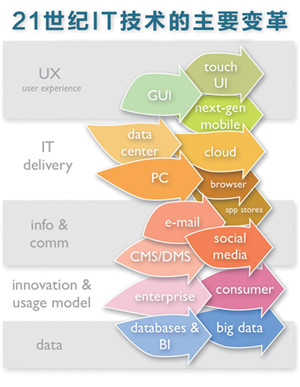 21世纪IT技术的主要变革
UX
user experience
touch
UI
GUI
next-gen
mobile
IT
delivery
data
center
cloud
PC
browser
app stores
info &
comm
e-mail
social
media
CMS/DMS
innovation &
usage model
enterprise
consumer
data
databases &
BI
big data